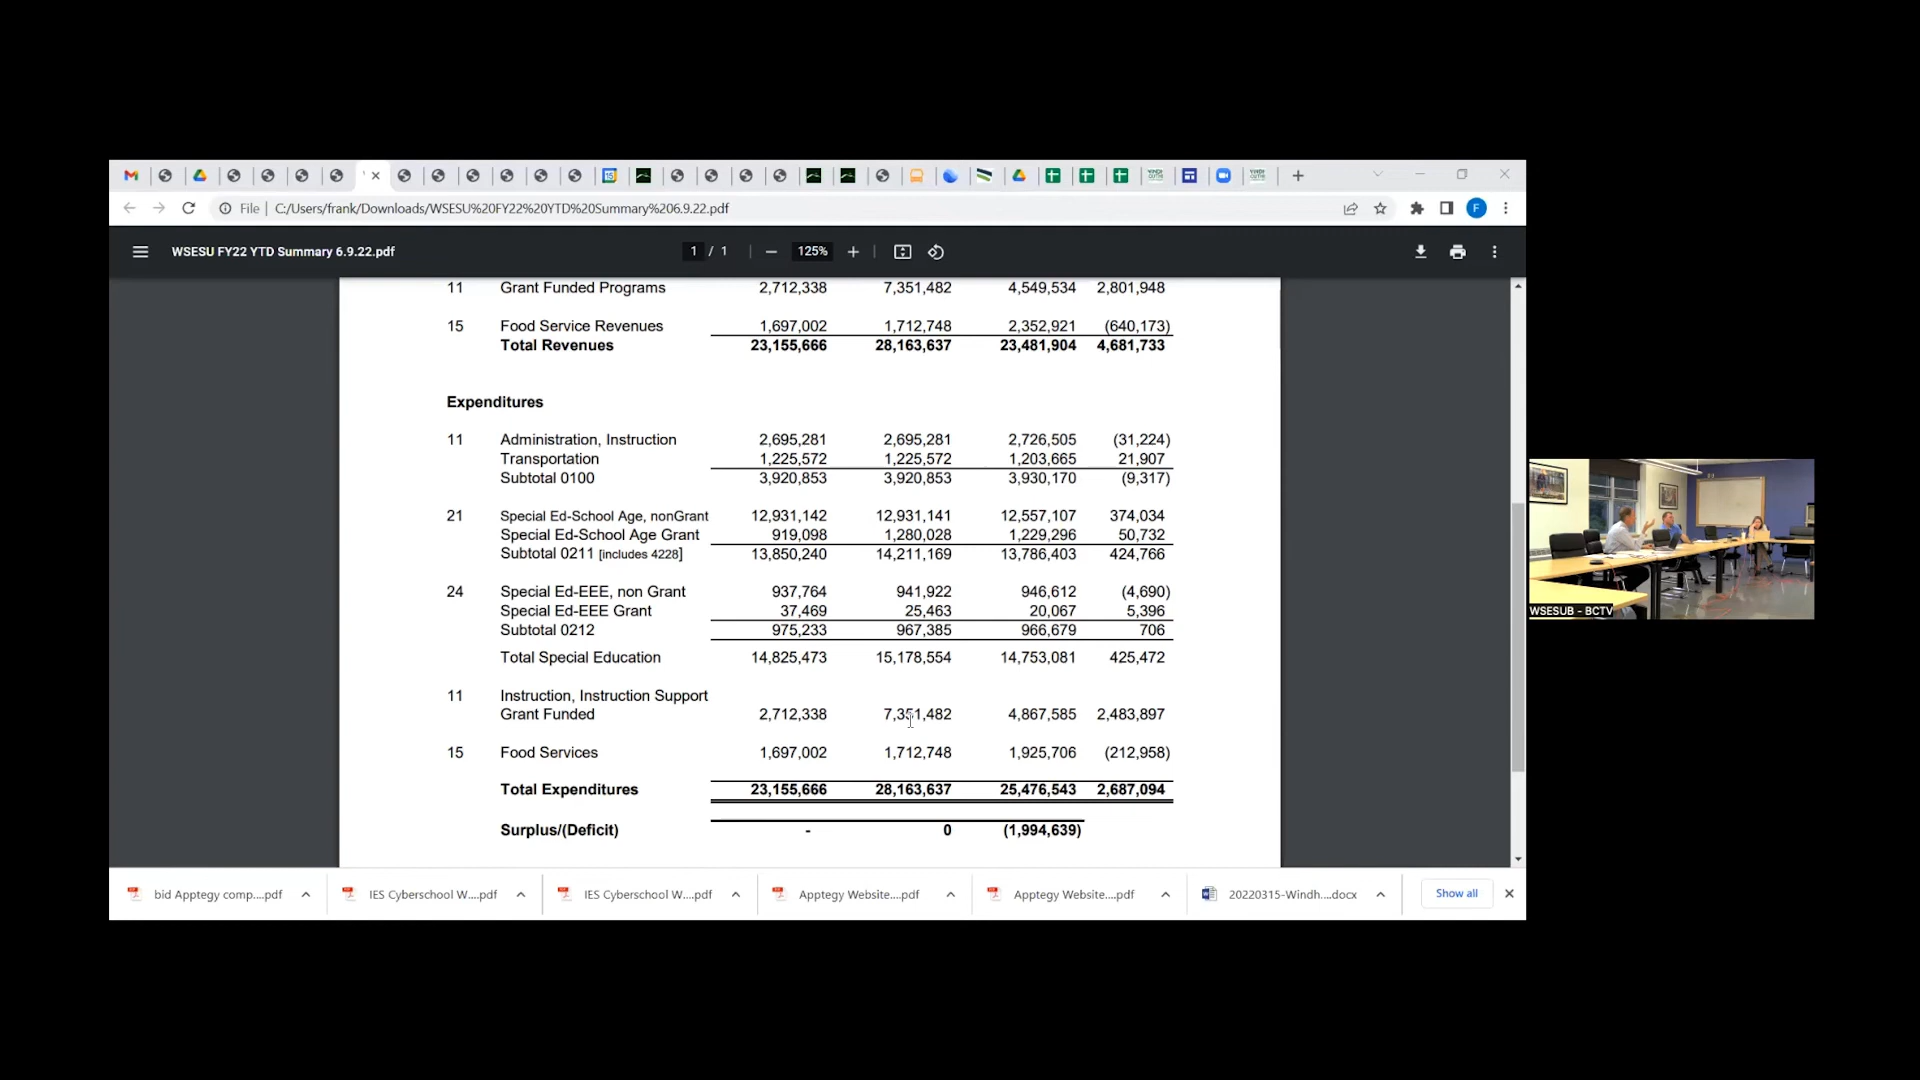 File | C:/Users/frank/Downloads/WSESU%20FY22%20YTD%20Summary%206.9.22.pdf
F
WSESU FY22 YTD Summary 6.9.22.pdf
1 / 1
125%
11 Grant Funded Programs 2,712,338 7,351,482 4,549,534 2,801,948
15 Food Service Revenues 1,697,002 1,712,748 2,352,921 (640,173)
Total Revenues 23,155,666 28,163,637 23,481,904 4,681,733
Expenditures
11 Administration, Instruction 2,695,281 2,695,281 2,726,505 (31,224)
Transportation 1,225,572 1,225,572 1,203,665 21,907
Subtotal 0100 3,920,853 3,920,853 3,930,170 (9,317)
21 Special Ed-School Age, nonGrant 12,931,142 12,931,141 12,557,107 374,034
Special Ed-School Age Grant 919,098 1,280,028 1,229,296 50,732
Subtotal 0211 [includes 4228] 13,850,240 14,211,169 13,786,403 424,766
24 Special Ed-EEE, non Grant 937,764 941,922 946,612 (4,690)
Special Ed-EEE Grant 37,469 25,463 20,067 5,396
Subtotal 0212 975,233 967,385 966,679 706
Total Special Education 14,825,473 15,178,554 14,753,081 425,472
11 Instruction, Instruction Support
Grant Funded 2,712,338 7,351,482 4,867,585 2,483,897
15 Food Services 1,697,002 1,712,748 1,925,706 (212,958)
Total Expenditures 23,155,666 28,163,637 25,476,543 2,687,094
Surplus/(Deficit) - 0 (1,994,639)
WSESUB - BCTV
bid Apptegy comp....pdf
IES Cyberschool W....pdf
IES Cyberschool W....pdf
Apptegy Website....pdf
Apptegy Website....pdf
20220315-Windh....docx
Show all